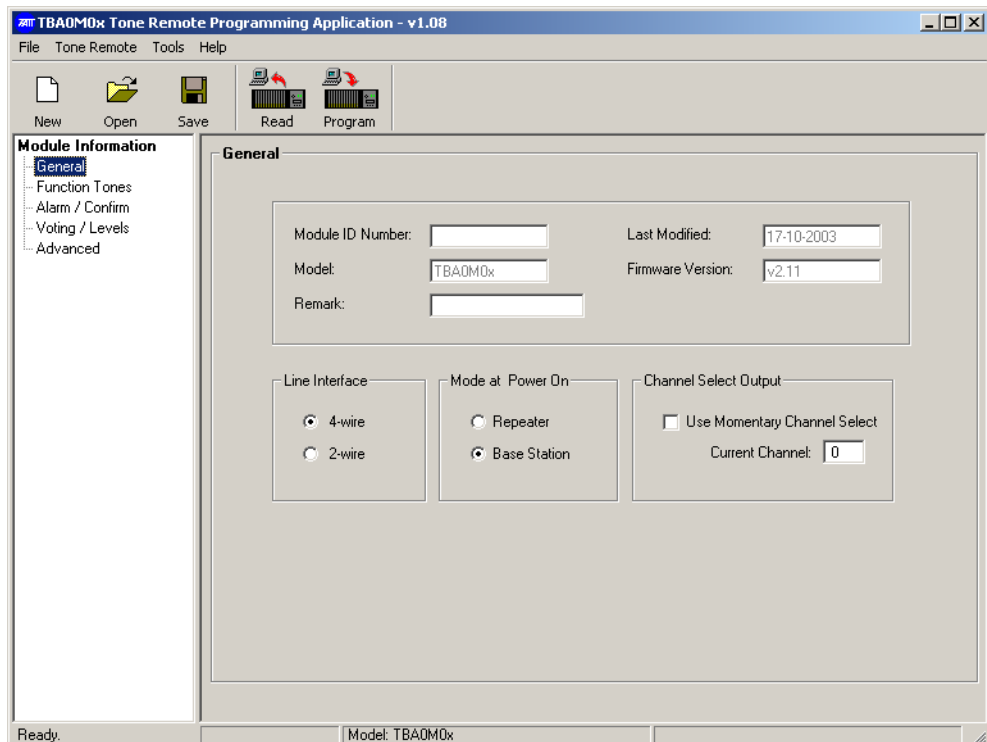 TAIT TBA0M0x Tone Remote Programming Application - v1.08
File Tone Remote Tools Help
New Open Save Read Program
Module Information
General
Function Tones
Alarm / Confirm
Voting / Levels
Advanced
General
Module ID Number:
Last Modified: 17-10-2003
Model: TBA0M0x
Firmware Version: v2.11
Remark:
Line Interface
4-wire
2-wire
Mode at Power On
Repeater
Base Station
Channel Select Output
Use Momentary Channel Select
Current Channel: 0
Ready. Model: TBA0M0x